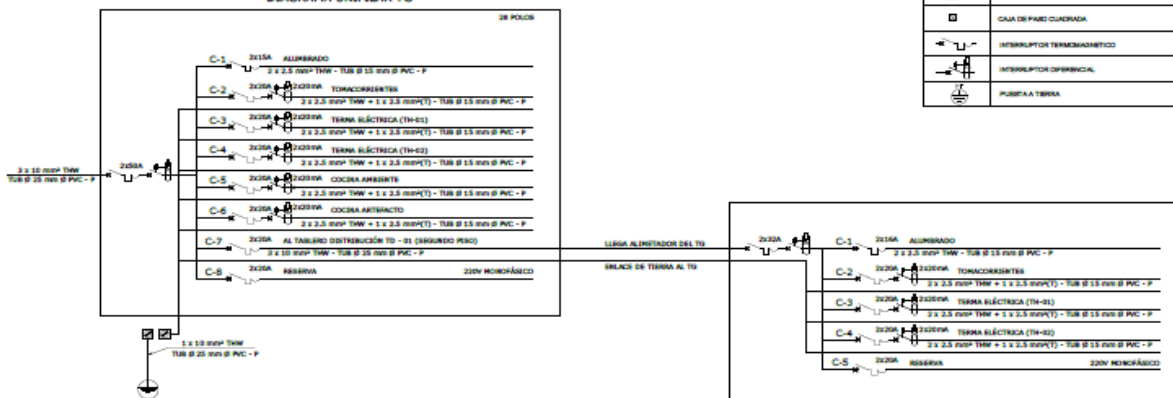 DIAGRAMA UNIFILAR TG
28 POLOS
C-1 2x15A ALUMBRADO
2 x 2.5 mm² THW - TUB Ø 15 mm Ø PVC - P
C-2 2x20A 2x20mA TOMACORRIENTES
2 x 2.5 mm² THW + 1 x 2.5 mm²(T) - TUB Ø 15 mm Ø PVC - P
C-3 2x20A 2x20mA TERMA ELÉCTRICA (TH-01)
2 x 2.5 mm² THW + 1 x 2.5 mm²(T) - TUB Ø 15 mm Ø PVC - P
C-4 2x20A 2x20mA TERMA ELÉCTRICA (TH-02)
2 x 2.5 mm² THW + 1 x 2.5 mm²(T) - TUB Ø 15 mm Ø PVC - P
C-5 2x20A 2x20mA COCINA AMBIENTE
2 x 2.5 mm² THW + 1 x 2.5 mm²(T) - TUB Ø 15 mm Ø PVC - P
C-6 2x20A 2x20mA COCINA ARTEFACTO
2 x 2.5 mm² THW + 1 x 2.5 mm²(T) - TUB Ø 15 mm Ø PVC - P
C-7 2x20A AL TABLERO DISTRIBUCIÓN TD - 01 (SEGUNDO PISO)
2 x 10 mm² THW - TUB Ø 25 mm Ø PVC - P
C-8 2x20A RESERVA 220V MONOFÁSICO
3 x 10 mm² THW
TUB Ø 25 mm Ø PVC - P
2x50A
1 x 10 mm² THW
TUB Ø 25 mm Ø PVC - P
LLEGA ALIMETADOR DEL TG
ENLACE DE TIERRA AL TG
2x32A
C-1 2x16A ALUMBRADO
2 x 2.5 mm² THW - TUB Ø 15 mm Ø PVC - P
C-2 2x20A 2x20mA TOMACORRIENTES
2 x 2.5 mm² THW + 1 x 2.5 mm²(T) - TUB Ø 15 mm Ø PVC - P
C-3 2x20A 2x20mA TERMA ELÉCTRICA (TH-01)
2 x 2.5 mm² THW + 1 x 2.5 mm²(T) - TUB Ø 15 mm Ø PVC - P
C-4 2x20A 2x20mA TERMA ELÉCTRICA (TH-02)
2 x 2.5 mm² THW + 1 x 2.5 mm²(T) - TUB Ø 15 mm Ø PVC - P
C-5 2x20A RESERVA 220V MONOFÁSICO
CAJA DE PASO CUADRADA
INTERRUPTOR TERMOMAGNETICO
INTERRUPTOR DIFERENCIAL
PUESTA A TIERRA